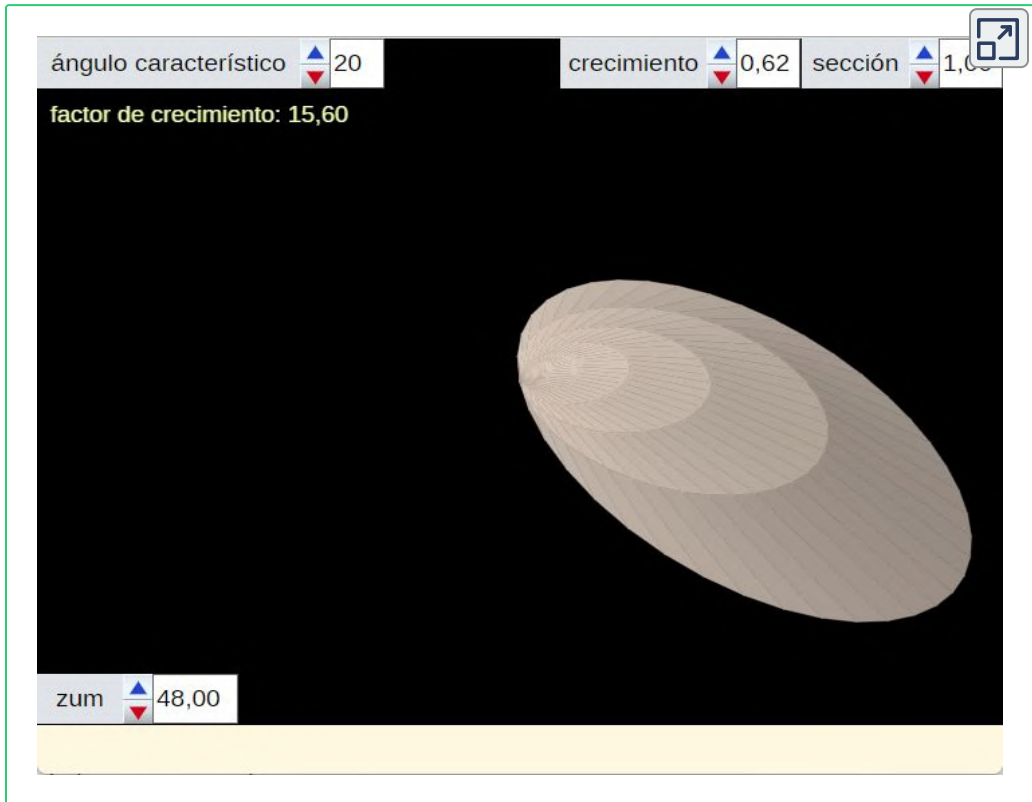 ángulo característico 20 crecimiento 0,62 sección
factor de crecimiento: 15,60
zum 48,00